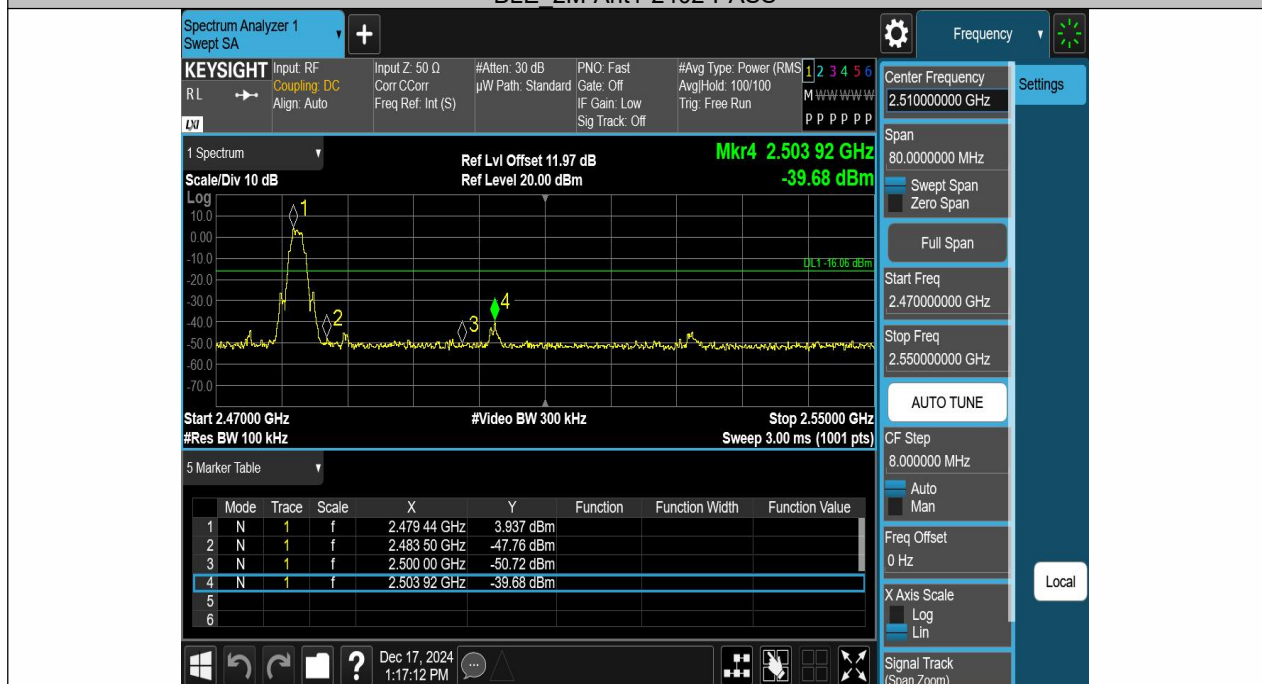 Spectrum Analyzer 1
Swept SA
+
Frequency
KEYSIGHT
RL
LXI
Input: RF
Coupling: DC
Align: Auto
Input Z: 50 Ω
Corr CCorr
Freq Ref: Int (S)
#Atten: 30 dB
µW Path: Standard
PNO: Fast
Gate: Off
IF Gain: Low
Sig Track: Off
#Avg Type: Power (RMS
Avg|Hold: 100/100
Trig: Free Run
1 2 3 4 5 6
M W W W W W
P P P P P P
1 Spectrum
Scale/Div 10 dB
Ref Lvl Offset 11.97 dB
Ref Level 20.00 dBm
Mkr4 2.503 92 GHz
-39.68 dBm
Log
10.0
0.00
-10.0
-20.0
-30.0
-40.0
-50.0
-60.0
-70.0
1
2
3
4
DL1 -16.06 dBm
Start 2.47000 GHz
#Video BW 300 kHz
Stop 2.55000 GHz
#Res BW 100 kHz
Sweep 3.00 ms (1001 pts)
5 Marker Table
Mode Trace Scale X Y Function Function Width Function Value
1 N 1 f 2.479 44 GHz 3.937 dBm
2 N 1 f 2.483 50 GHz -47.76 dBm
3 N 1 f 2.500 00 GHz -50.72 dBm
4 N 1 f 2.503 92 GHz -39.68 dBm
5
6
?
Dec 17, 2024
1:17:12 PM
Center Frequency
2.510000000 GHz
Settings
Span
80.0000000 MHz
Swept Span
Zero Span
Full Span
Start Freq
2.470000000 GHz
Stop Freq
2.550000000 GHz
AUTO TUNE
CF Step
8.000000 MHz
Auto
Man
Freq Offset
0 Hz
X Axis Scale
Log
Lin
Local
Signal Track
(Span Zoom)